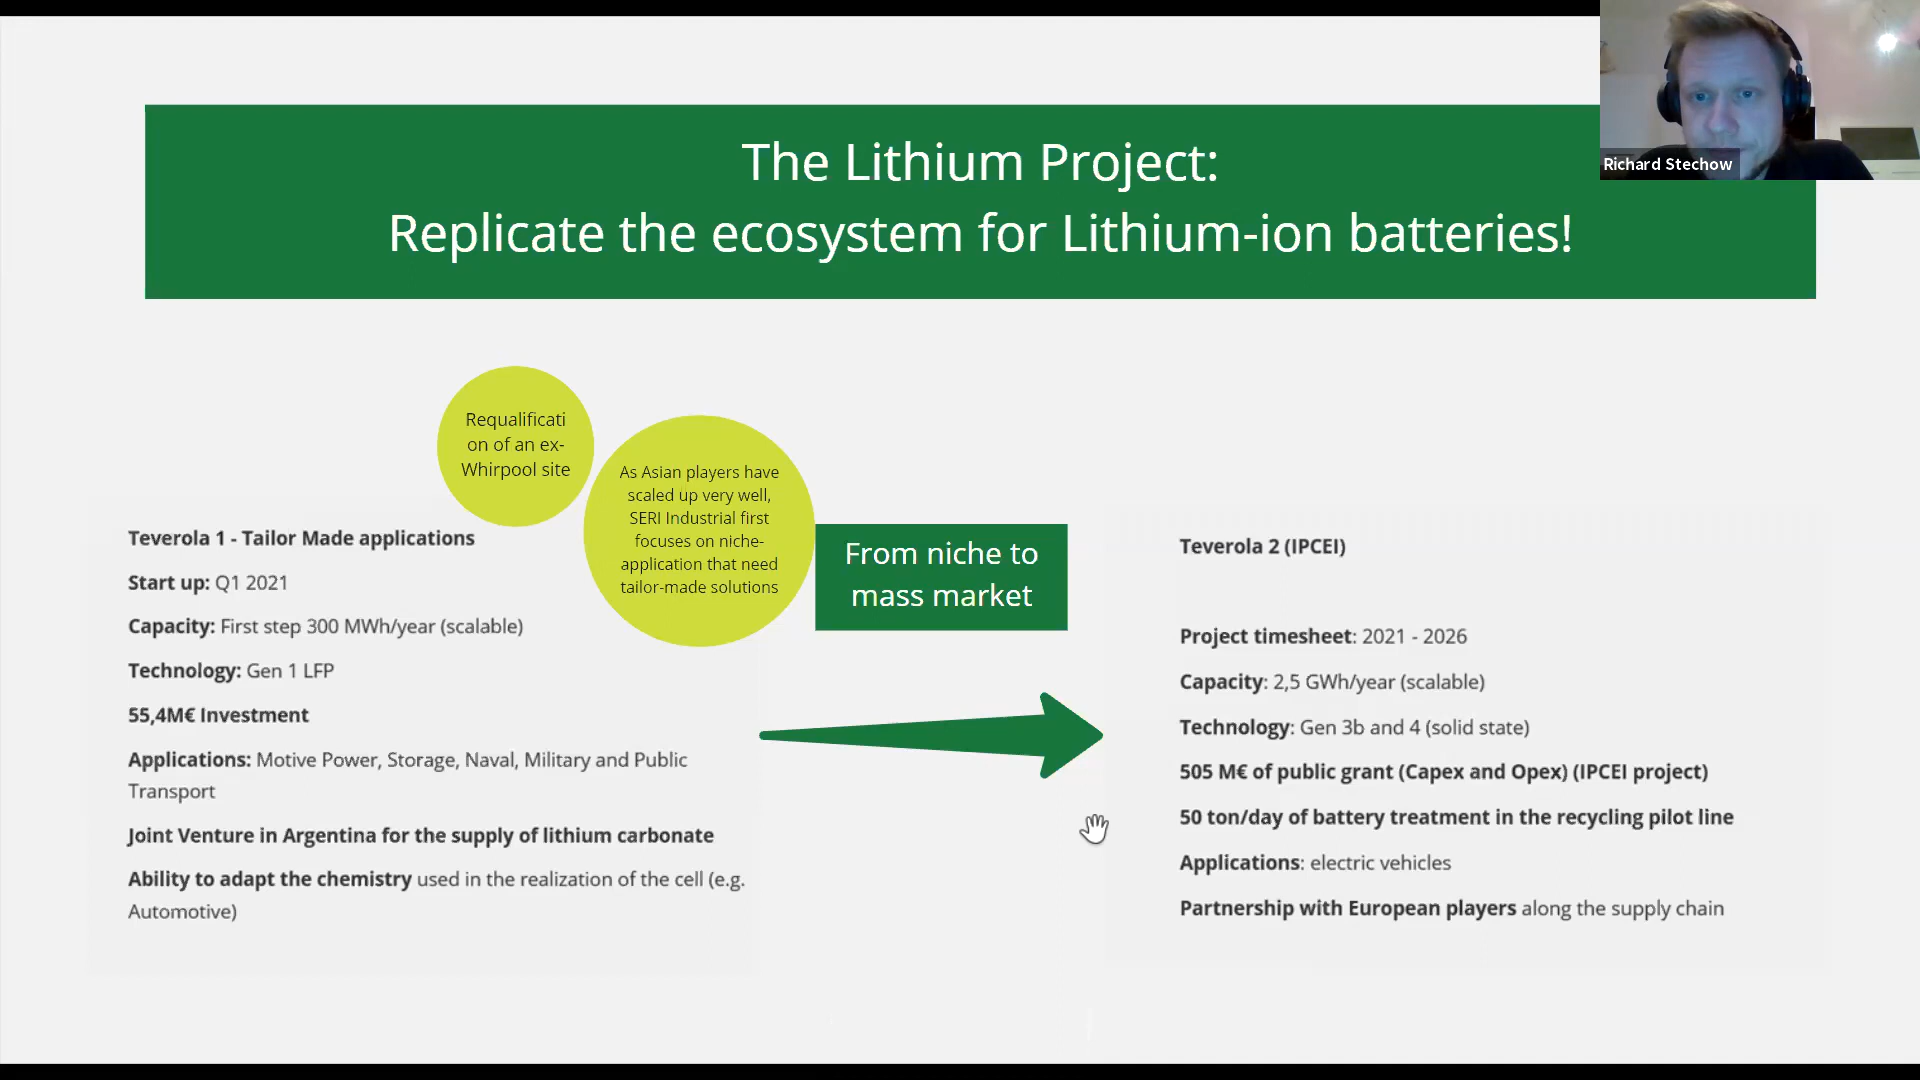 The Lithium Project:
Replicate the ecosystem for Lithium-ion batteries!
Richard Stechow
Requalificati
on of an ex-
Whirpool site
As Asian players have
scaled up very well,
SERI Industrial first
focuses on niche-
application that need
tailor-made solutions
From niche to
mass market
Teverola 1 - Tailor Made applications
Start up: Q1 2021
Capacity: First step 300 MWh/year (scalable)
Technology: Gen 1 LFP
55,4M€ Investment
Applications: Motive Power, Storage, Naval, Military and Public
Transport
Joint Venture in Argentina for the supply of lithium carbonate
Ability to adapt the chemistry used in the realization of the cell (e.g.
Automotive)
Teverola 2 (IPCEI)
Project timesheet: 2021 - 2026
Capacity: 2,5 GWh/year (scalable)
Technology: Gen 3b and 4 (solid state)
505 M€ of public grant (Capex and Opex) (IPCEI project)
50 ton/day of battery treatment in the recycling pilot line
Applications: electric vehicles
Partnership with European players along the supply chain